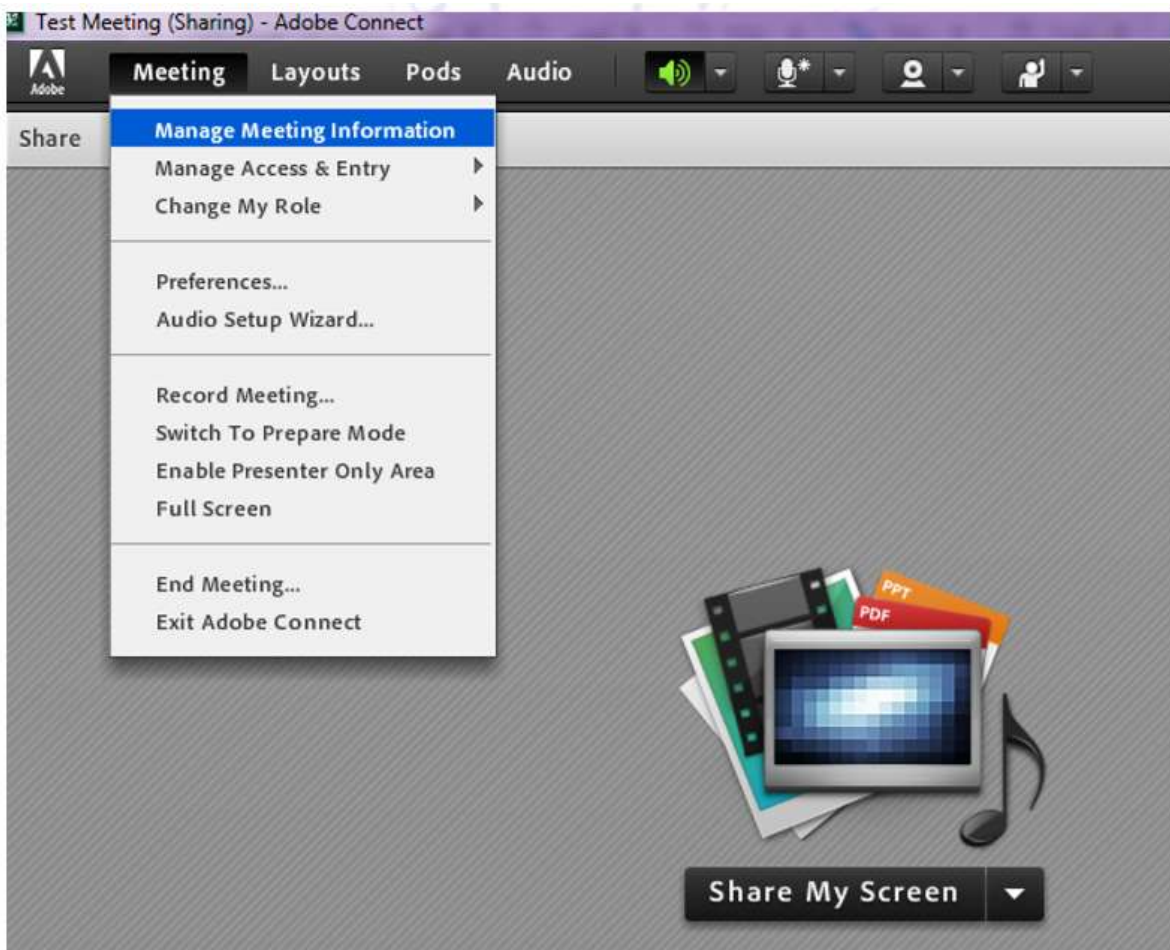 Test Meeting (Sharing) - Adobe Connect
Adobe
Meeting Layouts Pods Audio
Share
Manage Meeting Information
Manage Access & Entry
Change My Role
Preferences...
Audio Setup Wizard...
Record Meeting...
Switch To Prepare Mode
Enable Presenter Only Area
Full Screen
End Meeting...
Exit Adobe Connect
PPT
PDF
Share My Screen